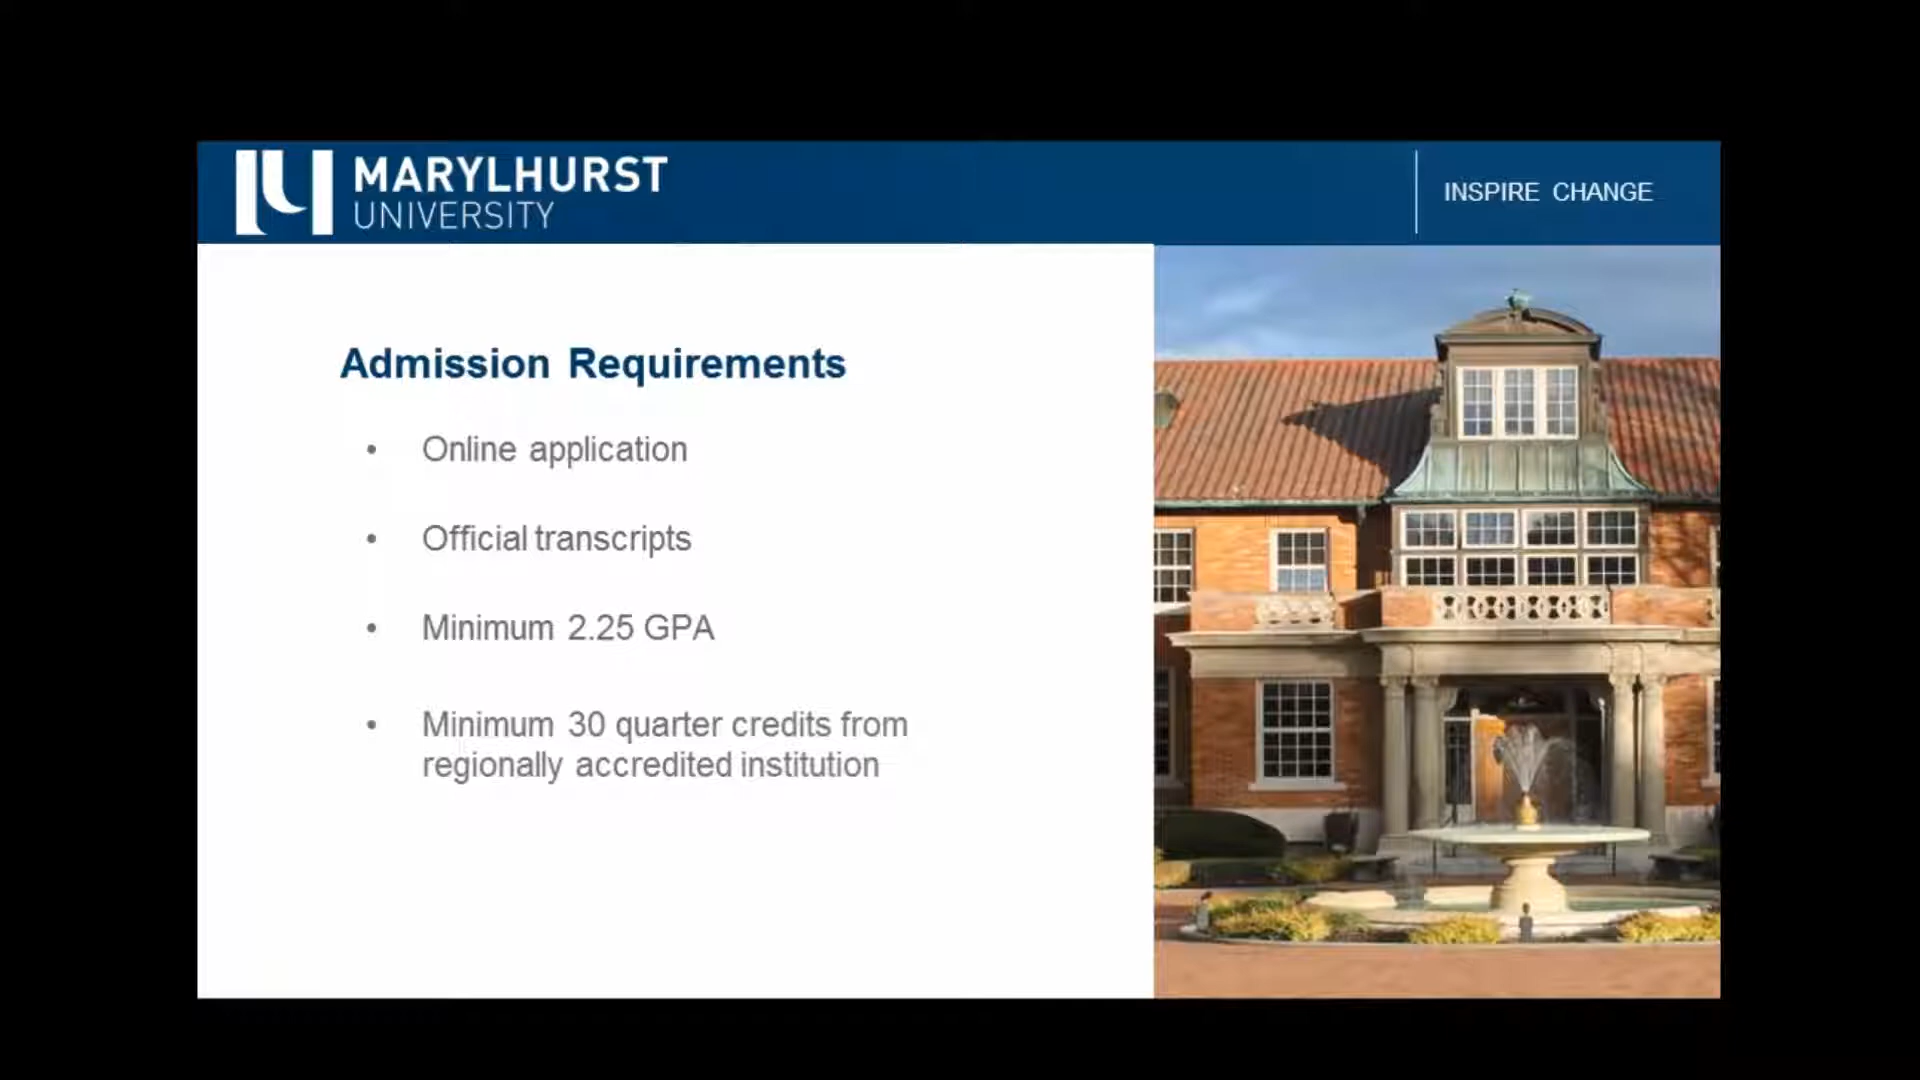 MARYLHURST
UNIVERSITY
INSPIRE CHANGE
Admission Requirements
• Online application
• Official transcripts
• Minimum 2.25 GPA
• Minimum 30 quarter credits from
regionally accredited institution